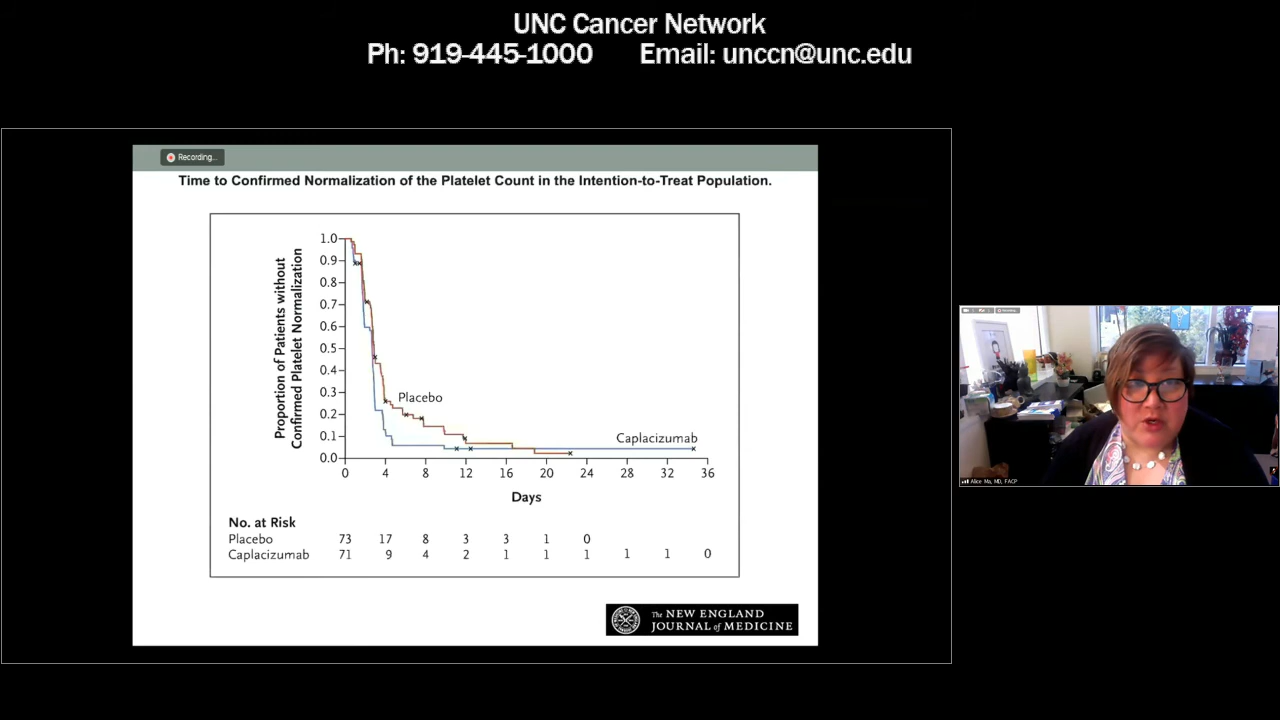 UNC Cancer Network
Ph: 919-445-1000 Email: unccn@unc.edu
Recording...
Time to Confirmed Normalization of the Platelet Count in the Intention-to-Treat Population.
Proportion of Patients without
Confirmed Platelet Normalization
1.0
0.9
0.8
0.7
0.6
0.5
0.4
0.3
0.2
0.1
0.0
Placebo
Caplacizumab
0 4 8 12 16 20 24 28 32 36
Days
No. at Risk
Placebo 73 17 8 3 3 1 0
Caplacizumab 71 9 4 2 1 1 1 1 1 0
The NEW ENGLAND
JOURNAL of MEDICINE
Recording...
Alice Ma, MD, FACP